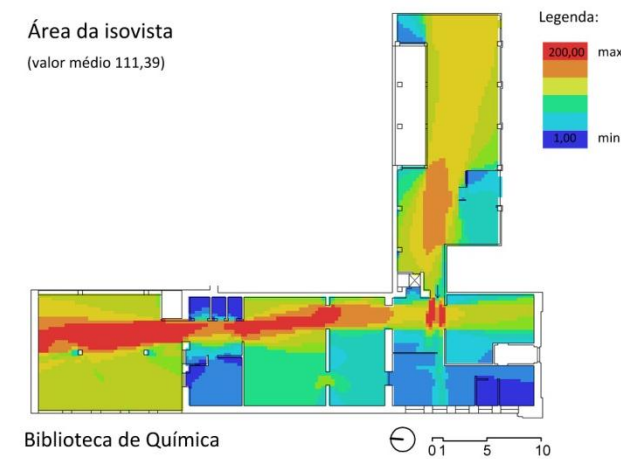 Área da isovista
(valor médio 111,39)
Legenda:
200,00 max
1,00 min
Biblioteca de Química
0 1 5 10